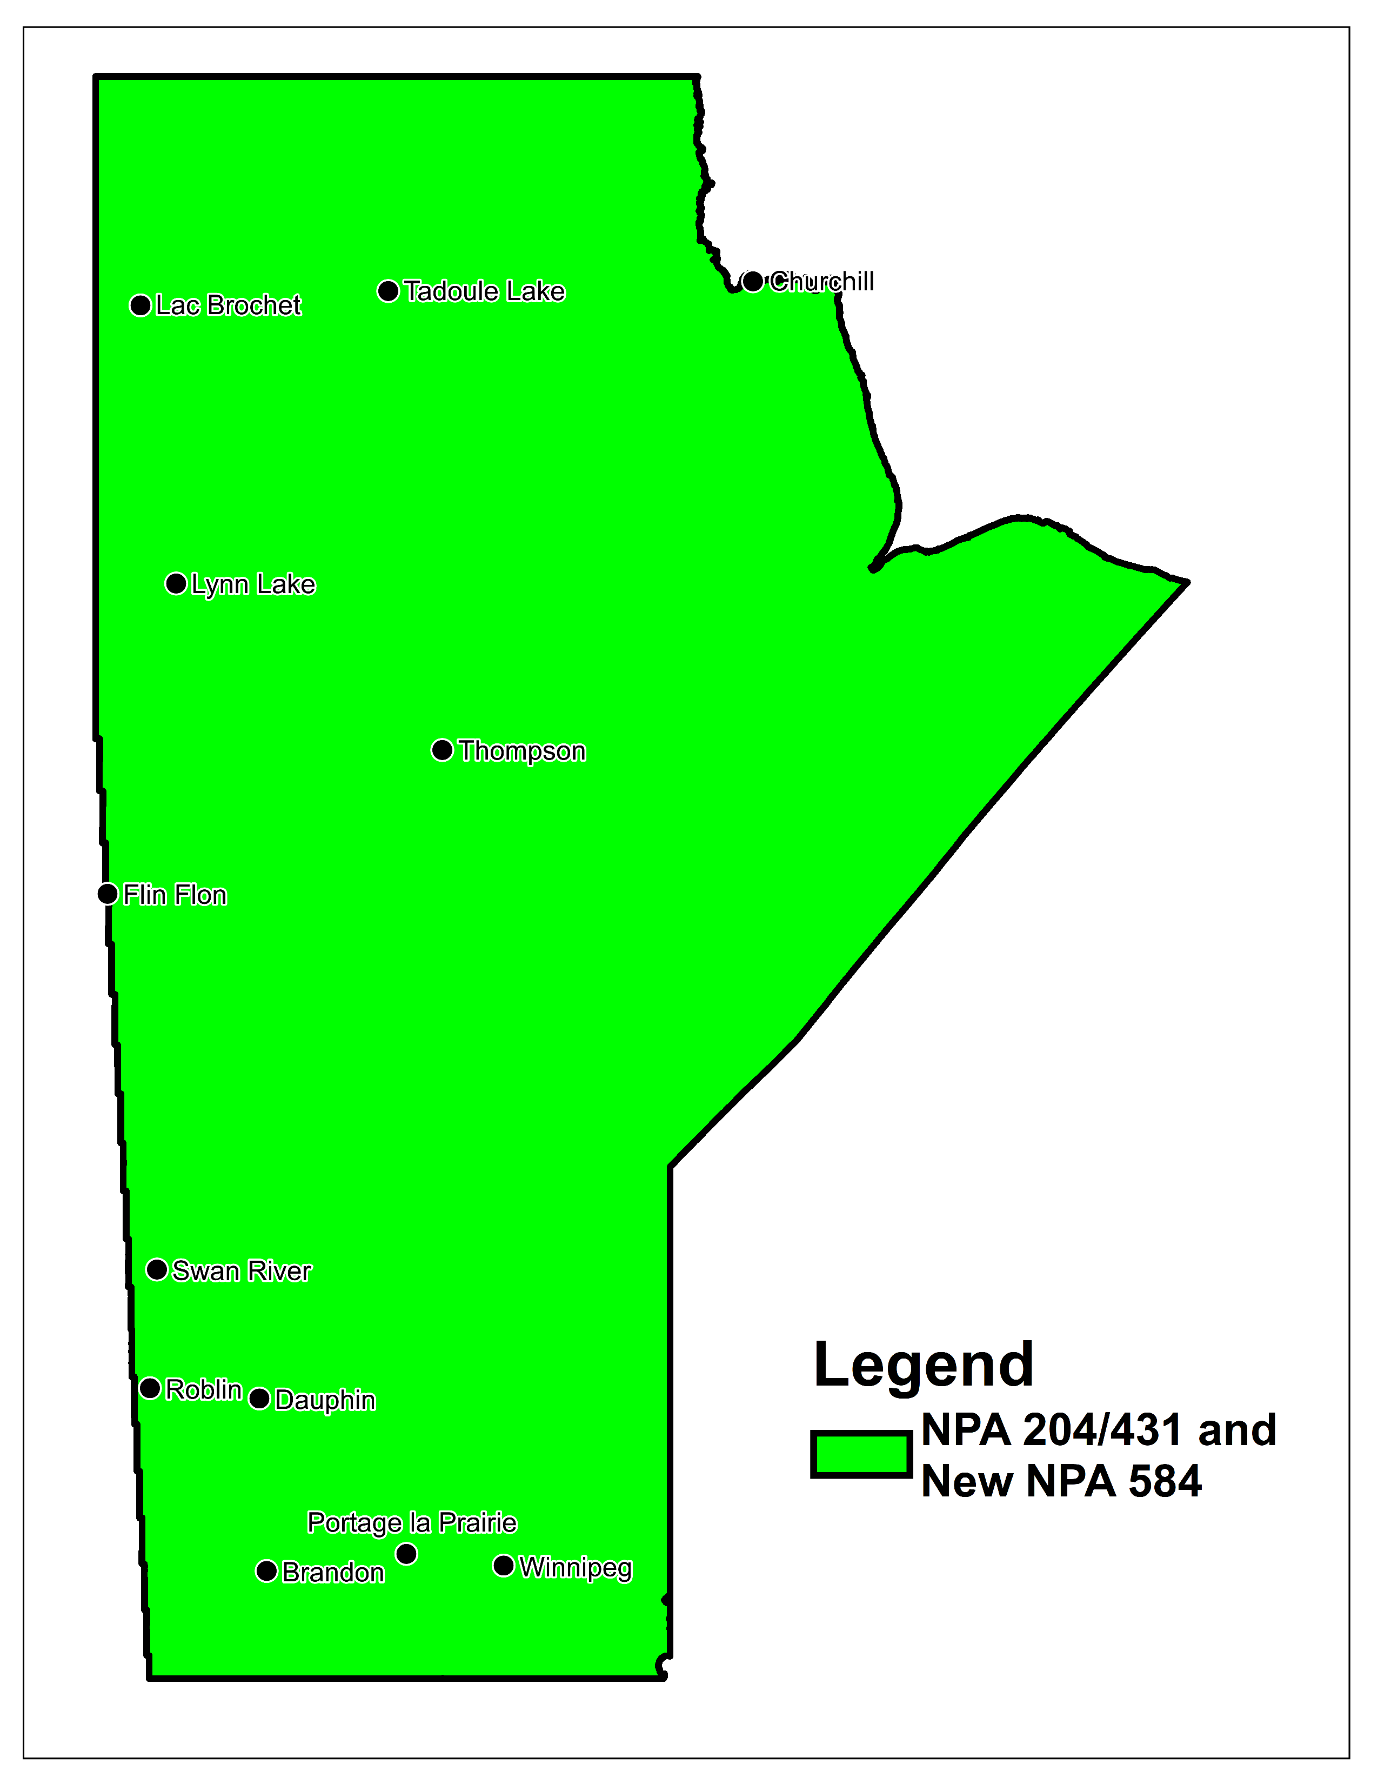 Churchill
Tadoule Lake
Lac Brochet
Lynn Lake
Thompson
Flin Flon
Swan River
Legend
Roblin
Dauphin
NPA 204/431 and
New NPA 584
Portage la Prairie
Brandon
Winnipeg